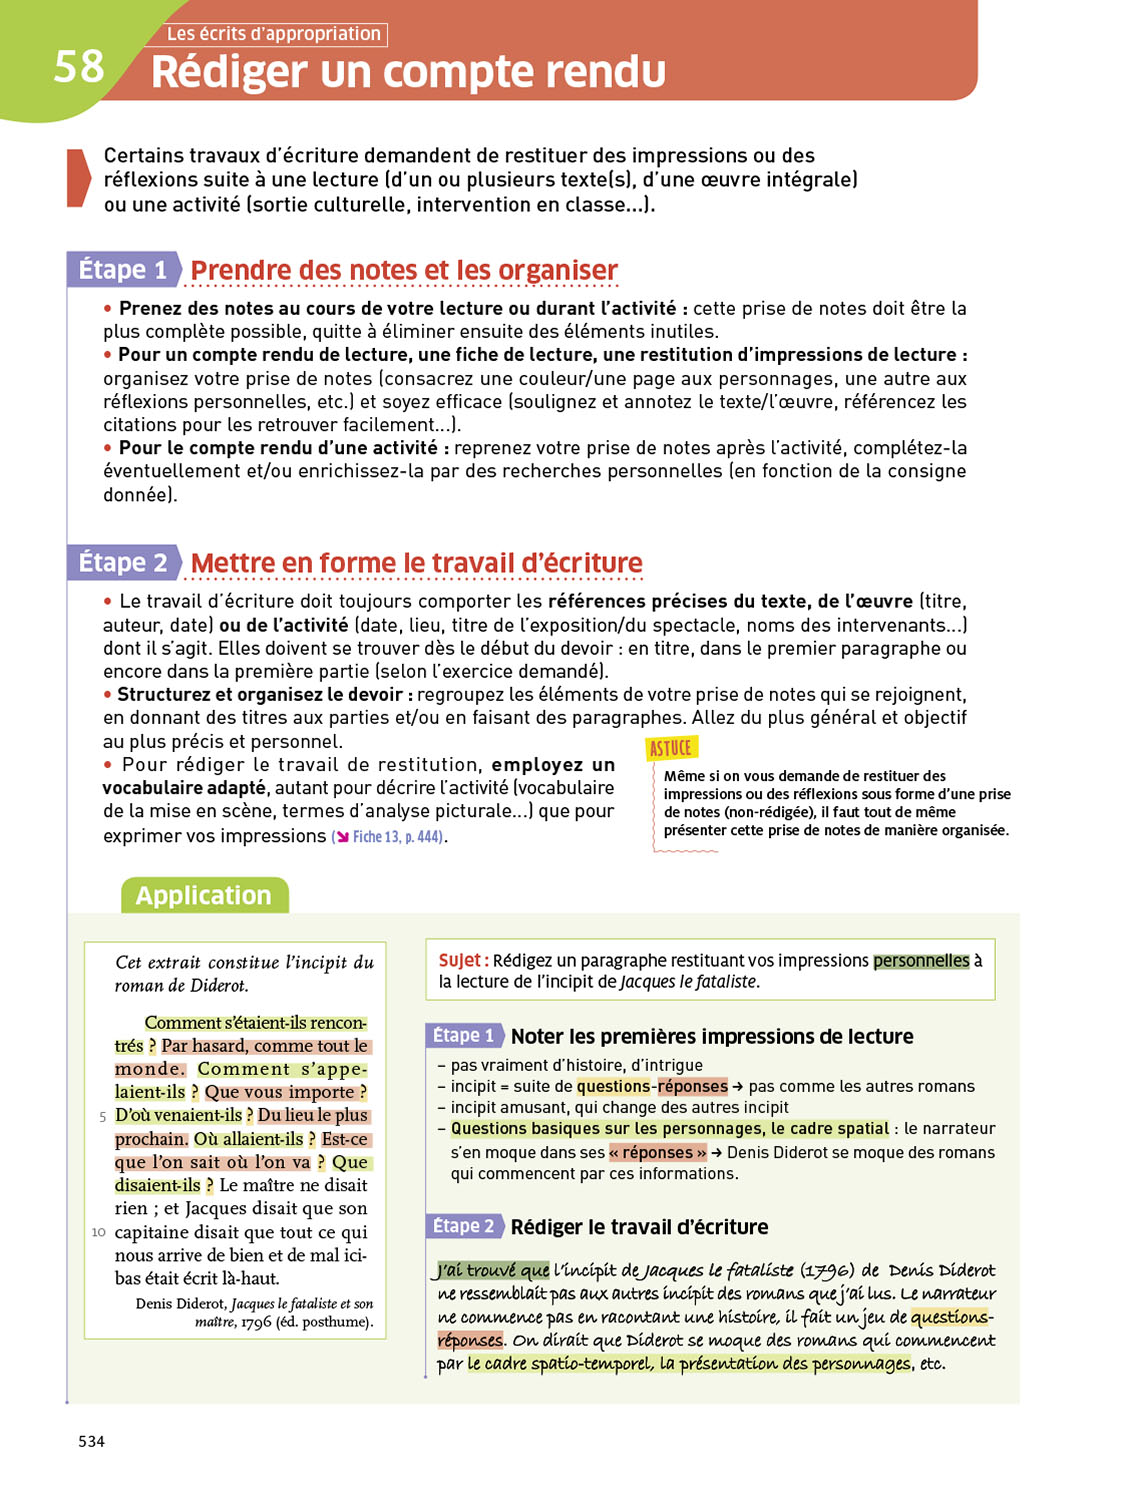 58
Les écrits d'appropriation
Rédiger un compte rendu
Certains travaux d'écriture demandent de restituer des impressions ou des
réflexions suite à une lecture (d'un ou plusieurs texte(s), d'une œuvre intégrale)
ou une activité (sortie culturelle, intervention en classe…).
Étape 1 Prendre des notes et les organiser
• Prenez des notes au cours de votre lecture ou durant l'activité : cette prise de notes doit être la
plus complète possible, quitte à éliminer ensuite des éléments inutiles.
• Pour un compte rendu de lecture, une fiche de lecture, une restitution d'impressions de lecture :
organisez votre prise de notes (consacrez une couleur/une page aux personnages, une autre aux
réflexions personnelles, etc.) et soyez efficace (soulignez et annotez le texte/l'œuvre, référencez les
citations pour les retrouver facilement…).
• Pour le compte rendu d'une activité : reprenez votre prise de notes après l'activité, complétez-la
éventuellement et/ou enrichissez-la par des recherches personnelles (en fonction de la consigne
donnée).
Étape 2 Mettre en forme le travail d'écriture
• Le travail d'écriture doit toujours comporter les références précises du texte, de l'œuvre (titre,
auteur, date) ou de l'activité (date, lieu, titre de l'exposition/du spectacle, noms des intervenants…)
dont il s'agit. Elles doivent se trouver dès le début du devoir : en titre, dans le premier paragraphe ou
encore dans la première partie (selon l'exercice demandé).
• Structurez et organisez le devoir : regroupez les éléments de votre prise de notes qui se rejoignent,
en donnant des titres aux parties et/ou en faisant des paragraphes. Allez du plus général et objectif
au plus précis et personnel.
• Pour rédiger le travail de restitution, employez un
vocabulaire adapté, autant pour décrire l'activité (vocabulaire
de la mise en scène, termes d'analyse picturale…) que pour
exprimer vos impressions (➘ Fiche 13, p. 444).
ASTUCE
Même si on vous demande de restituer des
impressions ou des réflexions sous forme d'une prise
de notes (non-rédigée), il faut tout de même
présenter cette prise de notes de manière organisée.
Application
Cet extrait constitue l'incipit du
roman de Diderot.
Comment s'étaient-ils rencon-
trés ? Par hasard, comme tout le
monde. Comment s'appe-
laient-ils ? Que vous importe ?
5 D'où venaient-ils ? Du lieu le plus
prochain. Où allaient-ils ? Est-ce
que l'on sait où l'on va ? Que
disaient-ils ? Le maître ne disait
rien ; et Jacques disait que son
10 capitaine disait que tout ce qui
nous arrive de bien et de mal ici-
bas était écrit là-haut.
Denis Diderot, Jacques le fataliste et son
maître, 1796 (éd. posthume).
Sujet : Rédigez un paragraphe restituant vos impressions personnelles à
la lecture de l'incipit de Jacques le fataliste.
Étape 1 Noter les premières impressions de lecture
– pas vraiment d'histoire, d'intrigue
– incipit = suite de questions-réponses → pas comme les autres romans
– incipit amusant, qui change des autres incipit
– Questions basiques sur les personnages, le cadre spatial : le narrateur
s'en moque dans ses « réponses » → Denis Diderot se moque des romans
qui commencent par ces informations.
Étape 2 Rédiger le travail d'écriture
J'ai trouvé que l'incipit de Jacques le fataliste (1796) de Denis Diderot
ne ressemblait pas aux autres incipit des romans que j'ai lus. Le narrateur
ne commence pas en racontant une histoire, il fait un jeu de questions-
réponses. On dirait que Diderot se moque des romans qui commencent
par le cadre spatio-temporel, la présentation des personnages, etc.
534